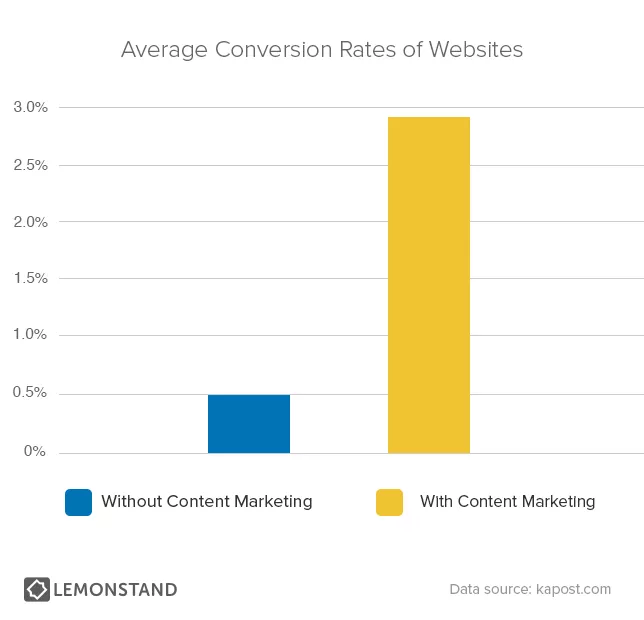 Average Conversion Rates of Websites
3.0%
2.5%
2.0%
1.5%
1.0%
0.5%
0%
Without Content Marketing
With Content Marketing
LEMONSTAND
Data source: kapost.com